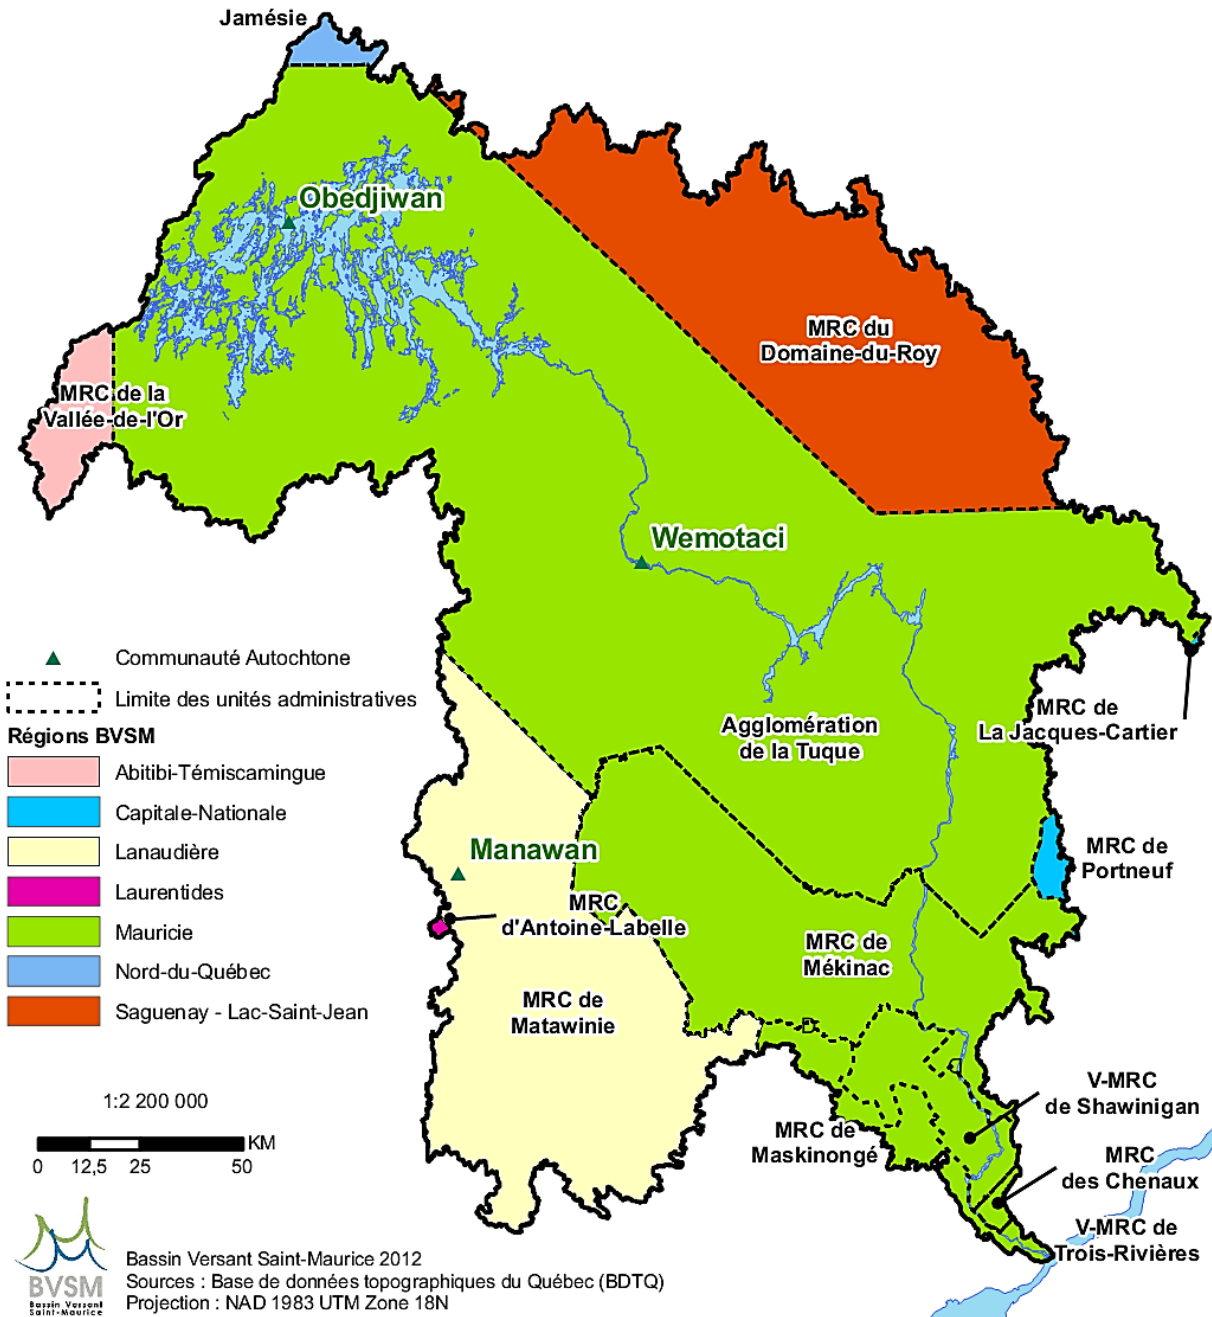 Jamésie
Obedjiwan
MRC du
Domaine-du-Roy
MRC de la
Vallée-de-l'Or
Wemotaci
Communauté Autochtone
Limite des unités administratives
Régions BVSM
Abitibi-Témiscamingue
Capitale-Nationale
Lanaudière
Laurentides
Mauricie
Nord-du-Québec
Saguenay - Lac-Saint-Jean
MRC de
La Jacques-Cartier
Agglomération
de la Tuque
Manawan
MRC de
Portneuf
MRC
d'Antoine-Labelle
MRC de
Mékinac
MRC de
Matawinie
V-MRC
de Shawinigan
MRC de
Maskinongé
MRC
des Chenaux
V-MRC de
Trois-Rivières
1:2 200 000
KM
0 12,5 25 50
BVSM
Bassin Versant
Saint-Maurice
Bassin Versant Saint-Maurice 2012
Sources : Base de données topographiques du Québec (BDTQ)
Projection : NAD 1983 UTM Zone 18N